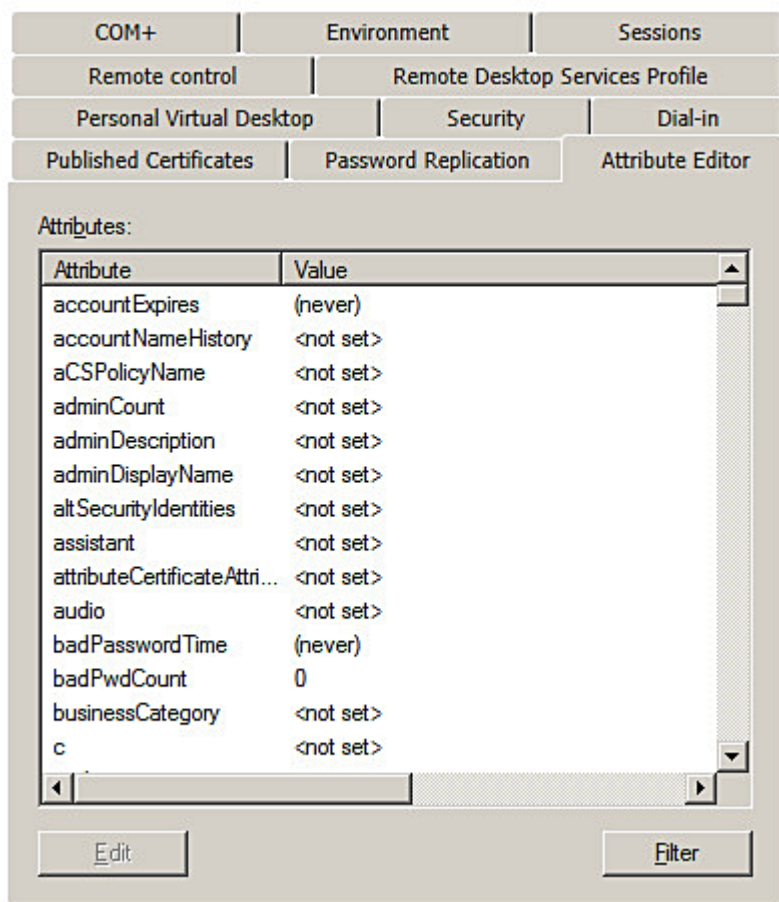 COM+ Environment Sessions
Remote control Remote Desktop Services Profile
Personal Virtual Desktop Security Dial-in
Published Certificates Password Replication Attribute Editor
Attributes:
Attribute Value
accountExpires (never)
accountNameHistory <not set>
aCSPolicyName <not set>
adminCount <not set>
adminDescription <not set>
adminDisplayName <not set>
altSecurityIdentities <not set>
assistant <not set>
attributeCertificateAttri... <not set>
audio <not set>
badPasswordTime (never)
badPwdCount 0
businessCategory <not set>
c <not set>
Edit Filter